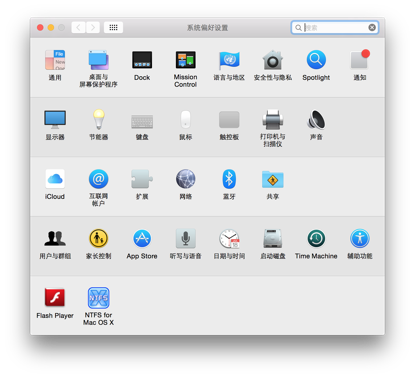 系统偏好设置
搜索
File
New
通用
桌面与
屏幕保护程序
Dock
Mission
Control
语言与地区
安全性与隐私
Spotlight
通知
显示器
节能器
键盘
鼠标
触控板
打印机与
扫描仪
声音
iCloud
互联网
帐户
扩展
网络
蓝牙
共享
用户与群组
家长控制
App Store
听写与语音
日期与时间
启动磁盘
Time Machine
辅助功能
NTFS
Flash Player
NTFS for
Mac OS X